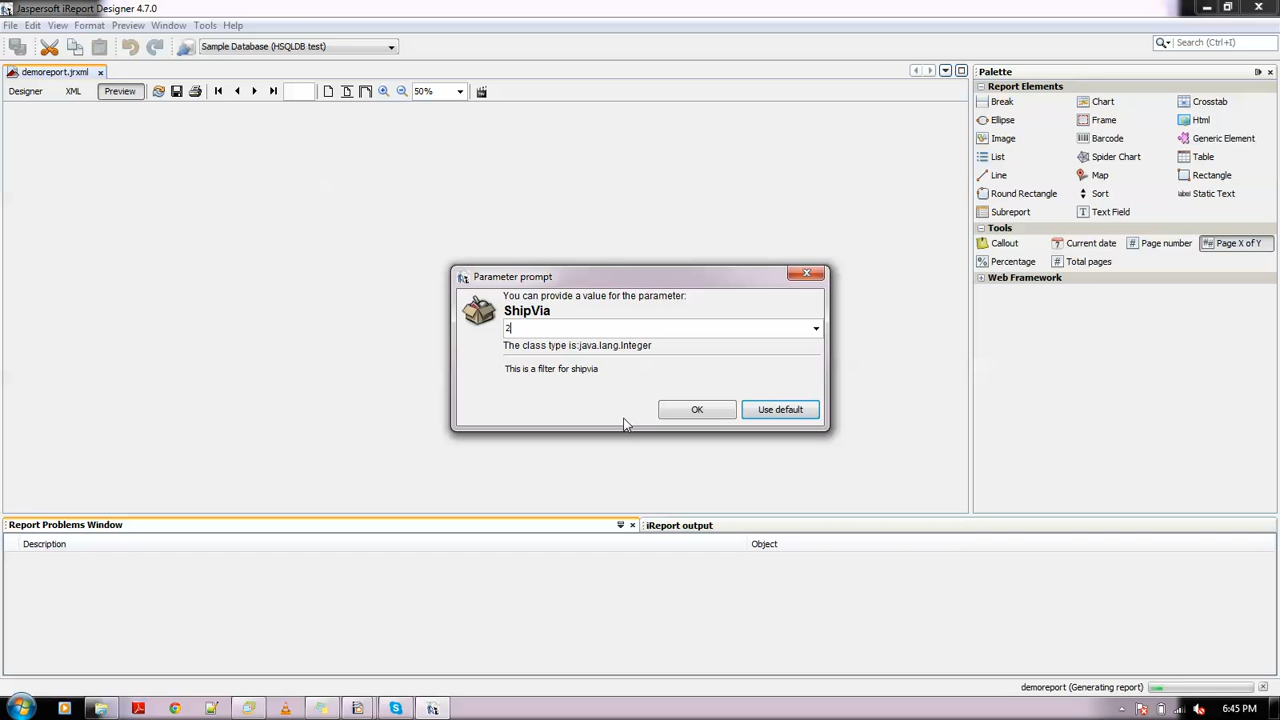 Jaspersoft iReport Designer 4.7.0
File Edit View Format Preview Window Tools Help
Sample Database (HSQLDB test)
Search (Ctrl+I)
demoreport.jrxml
Designer XML Preview 50%
Palette
Report Elements
Break Chart Crosstab
Ellipse Frame Html
Image Barcode Generic Element
List Spider Chart Table
Line Map Rectangle
Round Rectangle Sort label Static Text
Subreport Text Field
Tools
Callout Current date # Page number #/# Page X of Y
Percentage # Total pages
Web Framework
Parameter prompt
You can provide a value for the parameter:
ShipVia
2
The class type is:java.lang.Integer
This is a filter for shipvia
OK Use default
Report Problems Window iReport output
Description Object
demoreport (Generating report)
6:45 PM